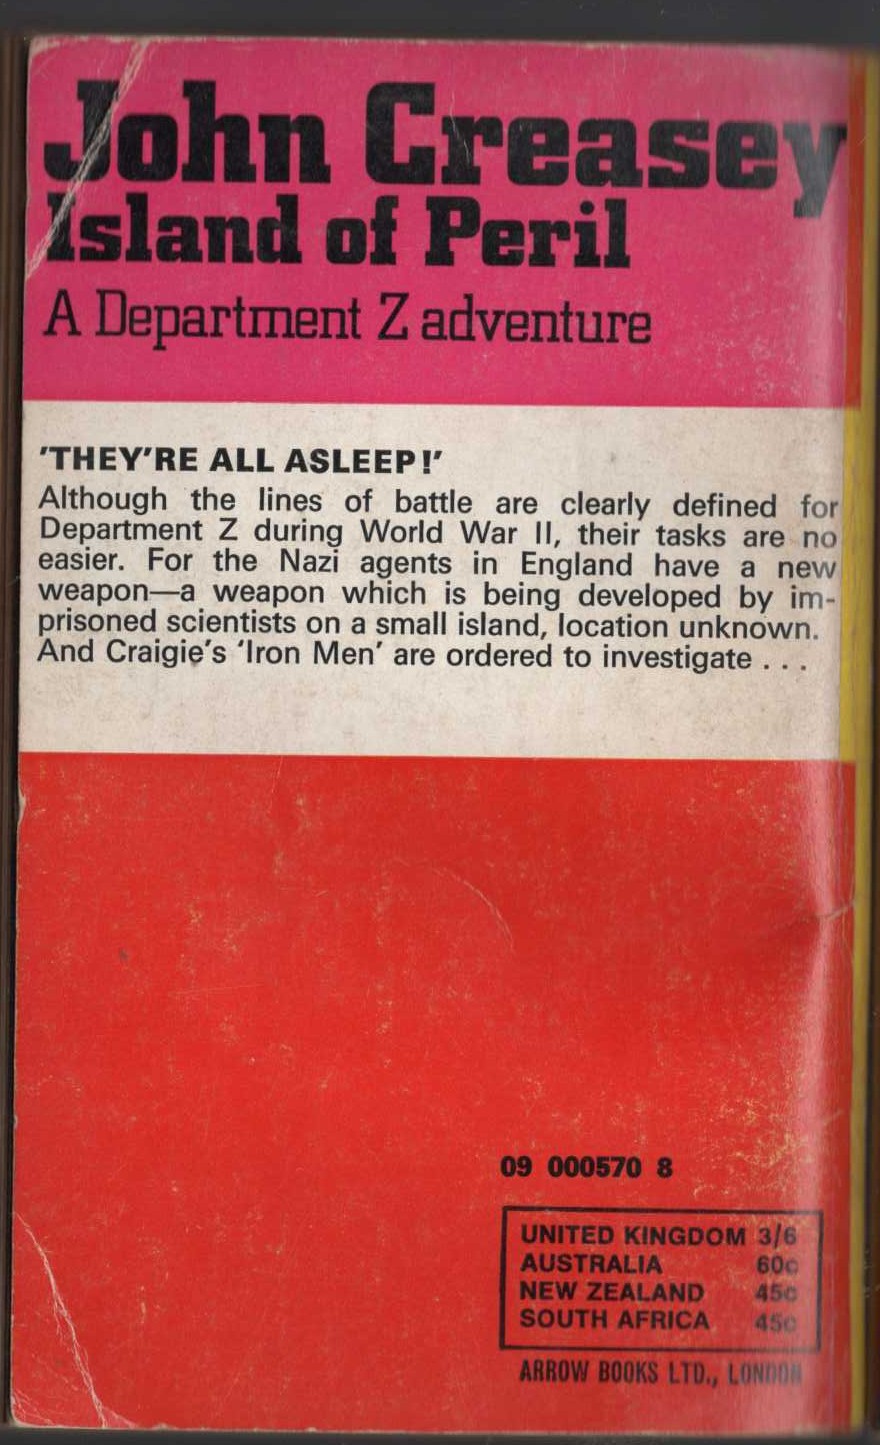 John Creasey
Island of Peril
A Department Z adventure
'THEY'RE ALL ASLEEP!'
Although the lines of battle are clearly defined for
Department Z during World War II, their tasks are no
easier. For the Nazi agents in England have a new
weapon—a weapon which is being developed by im-
prisoned scientists on a small island, location unknown.
And Craigie's 'Iron Men' are ordered to investigate . . .
09 000570 8
UNITED KINGDOM 3/6
AUSTRALIA 60c
NEW ZEALAND 45c
SOUTH AFRICA 45c
ARROW BOOKS LTD., LONDON